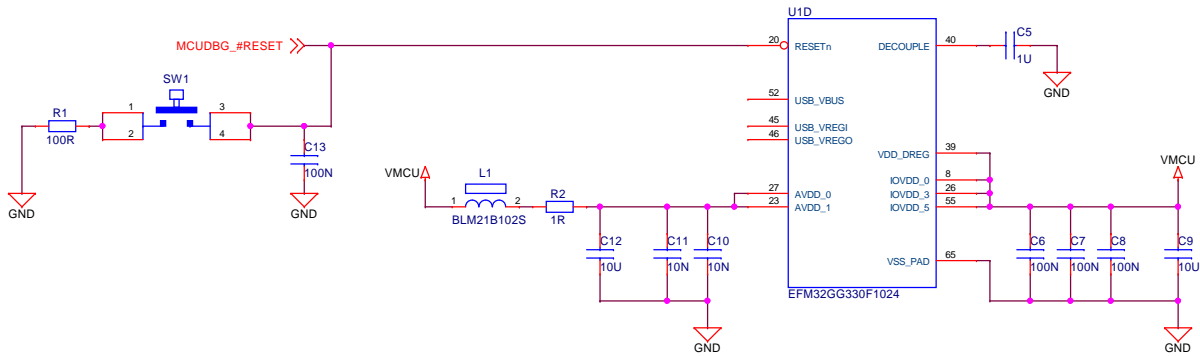 U1D
MCUDBG_#RESET
20
RESETn
DECOUPLE
40
C5
1U
GND
SW1
R1
100R
1
2
3
4
C13
100N
GND
GND
52
USB_VBUS
45
USB_VREGI
46
USB_VREGO
VDD_DREG
39
IOVDD_0
8
IOVDD_3
26
IOVDD_5
55
VMCU
VMCU
L1
1
2
BLM21B102S
R2
1R
27
AVDD_0
23
AVDD_1
C12
10U
C11
10N
C10
10N
GND
VSS_PAD
65
C6
100N
C7
100N
C8
100N
C9
10U
GND
EFM32GG330F1024